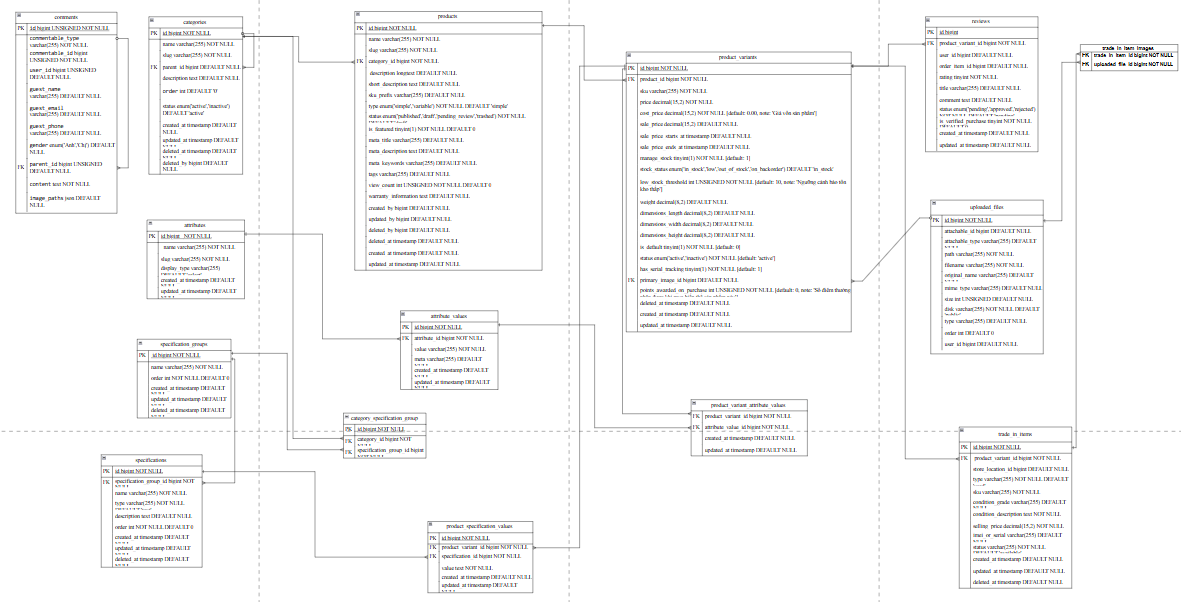 comments
PK id bigint UNSIGNED NOT NULL
commentable_type
varchar(255) NOT NULL
commentable_id bigint
UNSIGNED NOT NULL
user_id bigint UNSIGNED
DEFAULT NULL
guest_name
varchar(255) DEFAULT NULL
guest_email
varchar(255) DEFAULT NULL
guest_phone
varchar(255) DEFAULT NULL
gender enum('Anh','Chị') DEFAULT
NULL
FK parent_id bigint UNSIGNED
DEFAULT NULL
content text NOT NULL
image_paths json DEFAULT
NULL
categories
PK id bigint NOT NULL
name varchar(255) NOT NULL
slug varchar(255) NOT NULL
FK parent_id bigint DEFAULT NULL
description text DEFAULT NULL
order int DEFAULT '0'
status enum('active','inactive')
DEFAULT 'active'
created_at timestamp DEFAULT
NULL
updated_at timestamp DEFAULT
deleted_at timestamp DEFAULT
deleted_by bigint DEFAULT
NULL
products
PK id bigint NOT NULL
name varchar(255) NOT NULL
slug varchar(255) NOT NULL
FK category_id bigint NOT NULL
description longtext DEFAULT NULL
short_description text DEFAULT NULL
sku_prefix varchar(255) DEFAULT NULL
type enum('simple','variable') NOT NULL DEFAULT 'simple'
status enum('published','draft','pending_review','trashed') NOT NULL
is_featured tinyint(1) NOT NULL DEFAULT 0
meta_title varchar(255) DEFAULT NULL
meta_description text DEFAULT NULL
meta_keywords varchar(255) DEFAULT NULL
tags varchar(255) DEFAULT NULL
view_count int UNSIGNED NOT NULL DEFAULT 0
warranty_information text DEFAULT NULL
created_by bigint DEFAULT NULL
updated_by bigint DEFAULT NULL
deleted_by bigint DEFAULT NULL
deleted_at timestamp DEFAULT NULL
created_at timestamp DEFAULT NULL
updated_at timestamp DEFAULT NULL
product_variants
PK id bigint NOT NULL
FK product_id bigint NOT NULL
sku varchar(255) NOT NULL
price decimal(15,2) NOT NULL
cost_price decimal(15,2) NOT NULL [default: 0.00, note: 'Giá vốn sản phẩm']
sale_price decimal(15,2) DEFAULT NULL
sale_price_starts_at timestamp DEFAULT NULL
sale_price_ends_at timestamp DEFAULT NULL
manage_stock tinyint(1) NOT NULL [default: 1]
stock_status enum('in_stock','low','out_of_stock','on_backorder') DEFAULT 'in_stock'
low_stock_threshold int UNSIGNED NOT NULL [default: 10, note: 'Ngưỡng cảnh báo tồn
kho thấp']
weight decimal(8,2) DEFAULT NULL
dimensions_length decimal(8,2) DEFAULT NULL
dimensions_width decimal(8,2) DEFAULT NULL
dimensions_height decimal(8,2) DEFAULT NULL
is_default tinyint(1) NOT NULL [default: 0]
status enum('active','inactive') NOT NULL [default: 'active']
has_serial_tracking tinyint(1) NOT NULL [default: 1]
FK primary_image_id bigint DEFAULT NULL
points_awarded_on_purchase int UNSIGNED NOT NULL [default: 0, note: 'Số điểm thưởng
deleted_at timestamp DEFAULT NULL
created_at timestamp DEFAULT NULL
updated_at timestamp DEFAULT NULL
reviews
PK id bigint
FK product_variant_id bigint NOT NULL
user_id bigint DEFAULT NULL
order_item_id bigint DEFAULT NULL
rating tinyint NOT NULL
title varchar(255) DEFAULT NULL
comment text DEFAULT NULL
status enum('pending','approved','rejected')
is_verified_purchase tinyint NOT NULL
created_at timestamp DEFAULT NULL
updated_at timestamp DEFAULT NULL
trade_in_item_images
FK trade_in_item_id bigint NOT NULL
FK uploaded_file_id bigint NOT NULL
attributes
PK id bigint NOT NULL
name varchar(255) NOT NULL
slug varchar(255) NOT NULL
display_type varchar(255)
created_at timestamp DEFAULT
updated_at timestamp DEFAULT
uploaded_files
PK id bigint NOT NULL
attachable_id bigint DEFAULT NULL
attachable_type varchar(255) DEFAULT
path varchar(255) NOT NULL
filename varchar(255) NOT NULL
original_name varchar(255) DEFAULT
mime_type varchar(255) DEFAULT NULL
size int UNSIGNED DEFAULT NULL
disk varchar(255) NOT NULL DEFAULT
type varchar(255) DEFAULT NULL
order int DEFAULT 0
user_id bigint DEFAULT NULL
attribute_values
PK id bigint NOT NULL
FK attribute_id bigint NOT NULL
value varchar(255) NOT NULL
meta varchar(255) DEFAULT
created_at timestamp DEFAULT
updated_at timestamp DEFAULT
specification_groups
PK id bigint NOT NULL
name varchar(255) NOT NULL
order int NOT NULL DEFAULT 0
created_at timestamp DEFAULT
updated_at timestamp DEFAULT
deleted_at timestamp DEFAULT
category_specification_group
PK id bigint NOT NULL
FK category_id bigint NOT
FK specification_group_id bigint
product_variant_attribute_values
FK product_variant_id bigint NOT NULL
FK attribute_value_id bigint NOT NULL
created_at timestamp DEFAULT NULL
updated_at timestamp DEFAULT NULL
specifications
PK id bigint NOT NULL
FK specification_group_id bigint NOT
name varchar(255) NOT NULL
type varchar(255) NOT NULL
description text DEFAULT NULL
order int NOT NULL DEFAULT 0
created_at timestamp DEFAULT
updated_at timestamp DEFAULT
deleted_at timestamp DEFAULT
product_specification_values
PK id bigint NOT NULL
FK product_variant_id bigint NOT NULL
FK specification_id bigint NOT NULL
value text NOT NULL
created_at timestamp DEFAULT NULL
updated_at timestamp DEFAULT
trade_in_items
PK id bigint NOT NULL
FK product_variant_id bigint NOT NULL
store_location_id bigint DEFAULT NULL
type varchar(255) NOT NULL DEFAULT
sku varchar(255) NOT NULL
condition_grade varchar(255) DEFAULT
condition_description text NOT NULL
selling_price decimal(15,2) NOT NULL
imei_or_serial varchar(255) DEFAULT
status varchar(255) NOT NULL
created_at timestamp DEFAULT NULL
updated_at timestamp DEFAULT NULL
deleted_at timestamp DEFAULT NULL